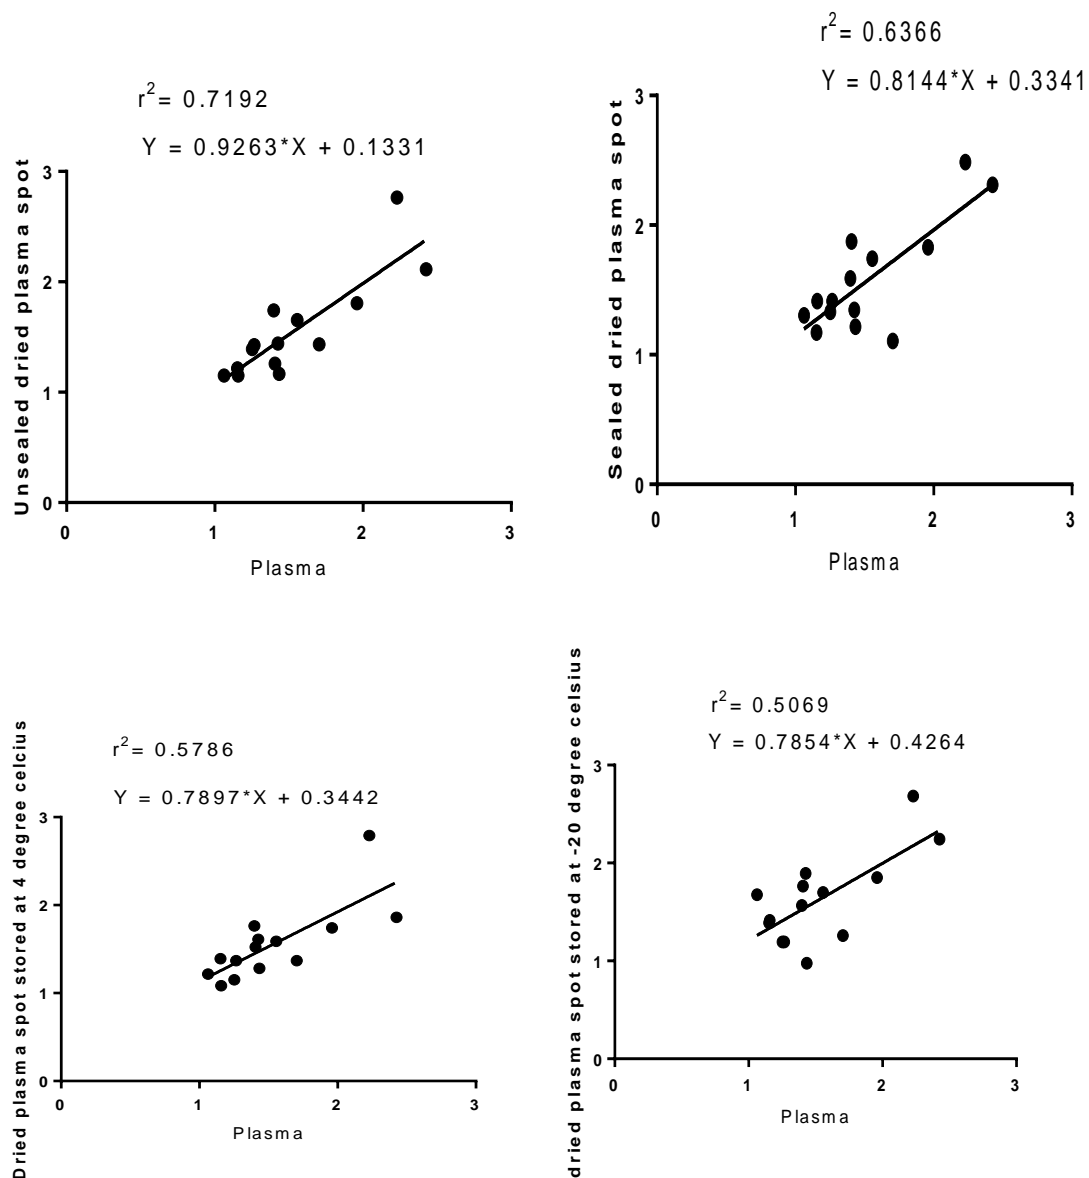 r2= 0.7192
Y = 0.9263*X + 0.1331
Unsealed dried plasma spot
3
2
1
0
0 1 2 3
Plasma
r2= 0.6366
Y = 0.8144*X + 0.3341
Sealed dried plasma spot
3
2
1
0
0 1 2 3
Plasma
r2= 0.5786
Y = 0.7897*X + 0.3442
Dried plasma spot stored at 4 degree celcius
3
2
1
0
0 1 2 3
Plasma
r2= 0.5069
Y = 0.7854*X + 0.4264
dried plasma spot stored at -20 degree celsius
3
2
1
0
0 1 2 3
Plasma